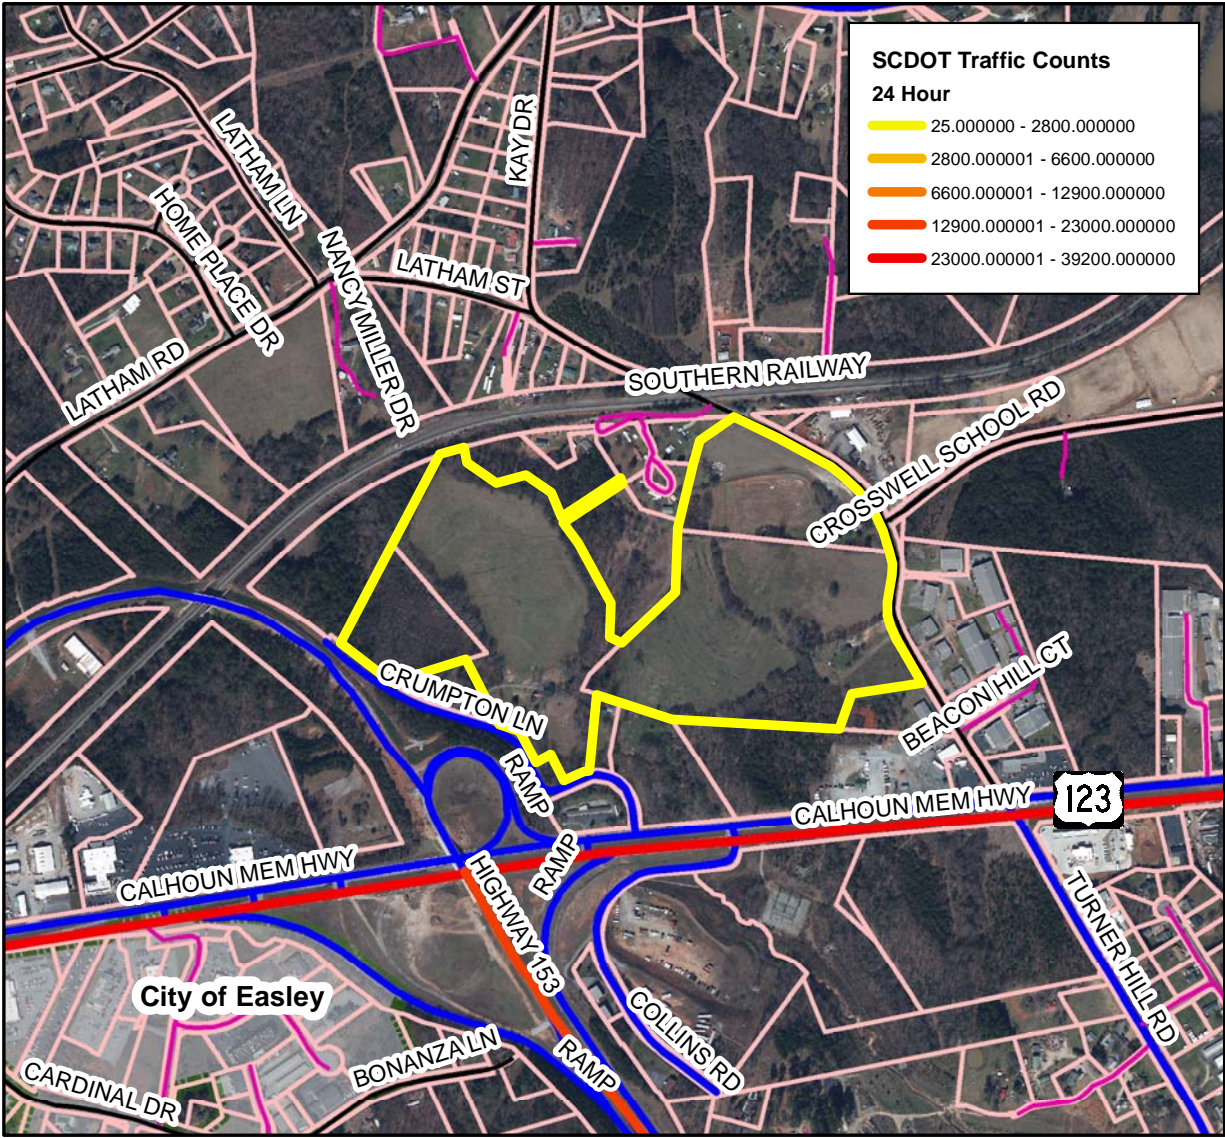 SCDOT Traffic Counts
24 Hour
25.000000 - 2800.000000
2800.000001 - 6600.000000
6600.000001 - 12900.000000
12900.000001 - 23000.000000
23000.000001 - 39200.000000
KAY DR
LATHAM LN
HOME PLACE DR
NANCY MILLER DR
LATHAM ST
LATHAM RD
SOUTHERN RAILWAY
CROSSWELL SCHOOL RD
CRUMPTON LN
BEACON HILL CT
RAMP
CALHOUN MEM HWY
123
RAMP
CALHOUN MEM HWY
HIGHWAY 153
TURNER HILL RD
City of Easley
COLLINS RD
BONANZA LN
RAMP
CARDINAL DR